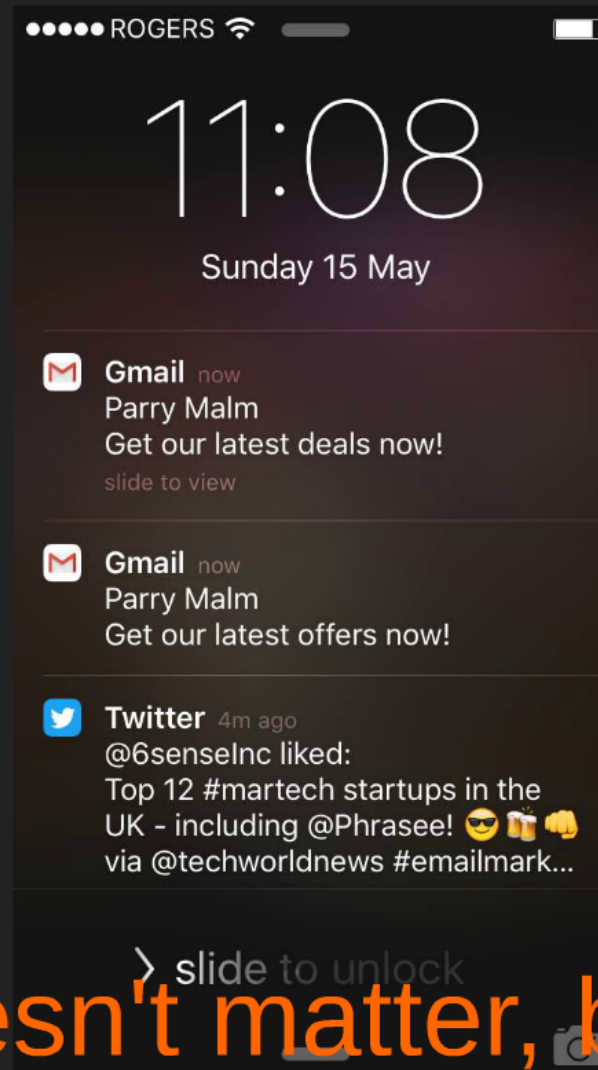 ROGERS
11:08
Sunday 15 May
Gmail now
Parry Malm
Get our latest deals now!
slide to view
Gmail now
Parry Malm
Get our latest offers now!
Twitter 4m ago
@6senseInc liked:
Top 12 #martech startups in the
UK - including @Phrasee! 😎🍻👊
via @techworldnews #emailmark...
> slide to unlock
matter,